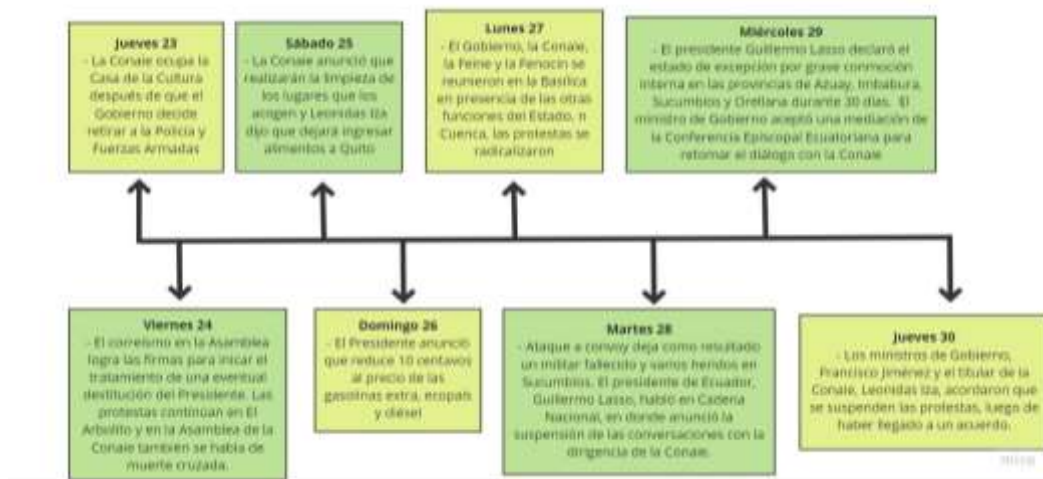 Jueves 23
- La Conaie ocupa la
Casa de la Cultura
después de que el
Gobierno decide
retirar a la Policía y
Fuerzas Armadas
Sábado 25
- La Conaie anunció que
realizarán la limpieza de
los lugares que los
acogen y Leonidas Iza
dijo que dejará ingresar
alimentos a Quito
Lunes 27
- El Gobierno, la Conaie,
la Feine y la Fenocin se
reunieron en la Basílica
en presencia de las otras
funciones del Estado. n
Cuenca, las protestas se
radicalizaron
Miércoles 29
- El presidente Guillermo Lasso declaró el
estado de excepción por grave conmoción
interna en las provincias de Azuay, Imbabura,
Sucumbíos y Orellana durante 30 días. El
ministro de Gobierno aceptó una mediación de
la Conferencia Episcopal Ecuatoriana para
retomar el diálogo con la Conaie
Viernes 24
- El correísmo en la Asamblea
logra las firmas para inicar el
tratamiento de una eventual
destitución del Presidente. Las
protestas continúan en El
Arbolito y en la Asamblea de la
Conaie también se habla de
muerte cruzada.
Domingo 26
- El Presidente anunció
que reduce 10 centavos
al precio de las
gasolinas extra, ecopaís
y diésel
Martes 28
- Ataque a convoy deja como resultado
un militar fallecido y varios heridos en
Sucumbíos. El presidente de Ecuador,
Guillermo Lasso, habló en Cadena
Nacional, en donde anunció la
suspensión de las conversaciones con la
dirigencia de la Conaie.
Jueves 30
- Los ministros de Gobierno,
Francisco Jiménez y el titular de la
Conaie, Leonidas Iza, acordaron que
se suspenden las protestas, luego de
haber llegado a un acuerdo.
miro